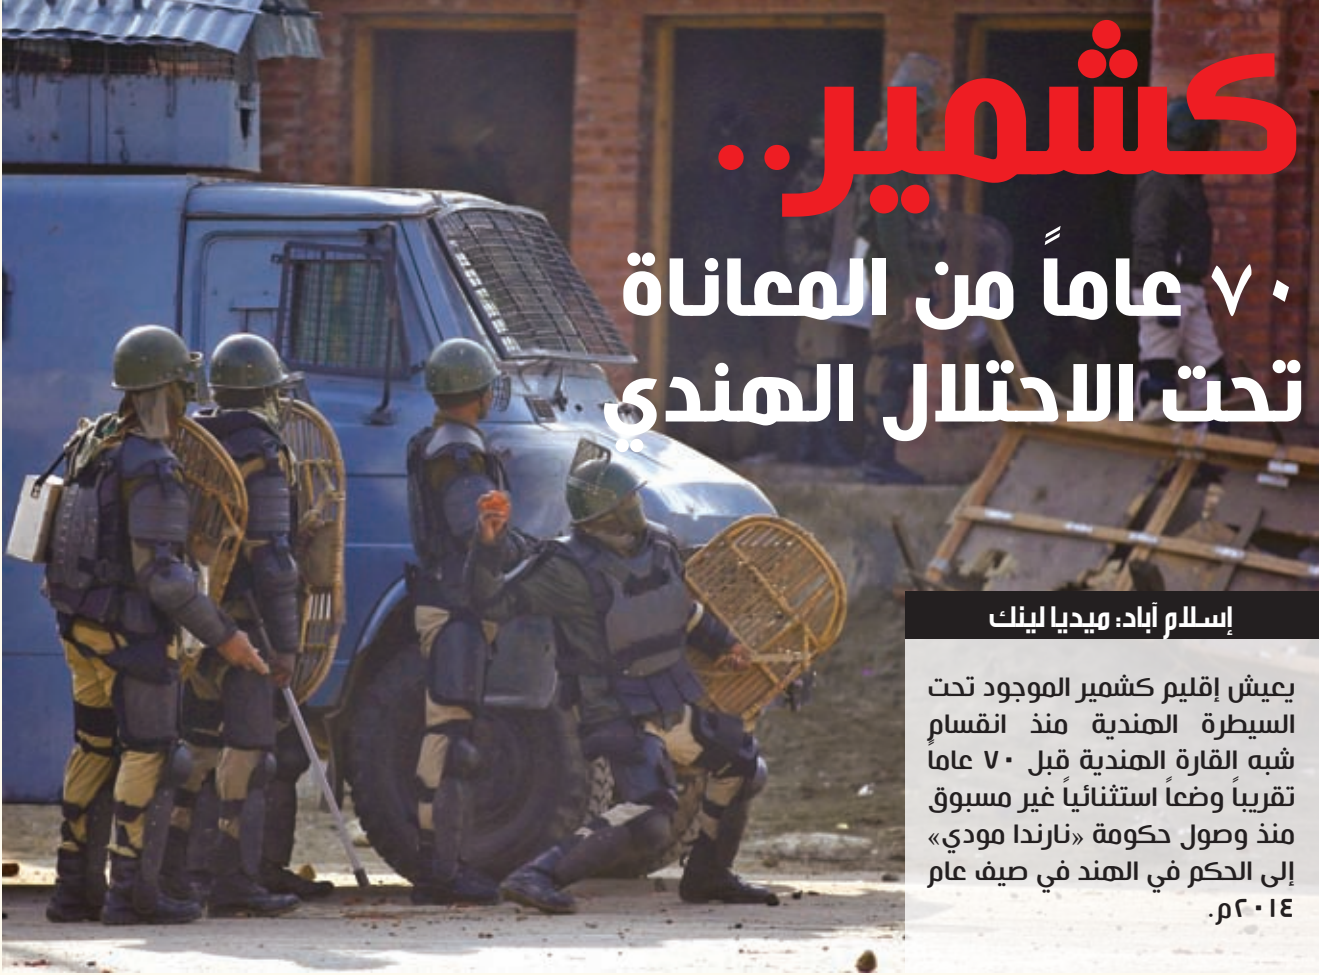 كشمير..
٧٠ عاماً من المعاناة
تحت الاحتلال الهندي
إسلام آباد: ميديا لينك
يعيش إقليم كشمير الموجود تحت
السيطرة الهندية منذ انقسام
شبه القارة الهندية قبل ٧٠ عاماً
تقريباً وضعاً استثنائياً غير مسبوق
منذ وصول حكومة «نارندا مودي»
إلى الحكم في الهند في صيف عام
٢٠١٤م.